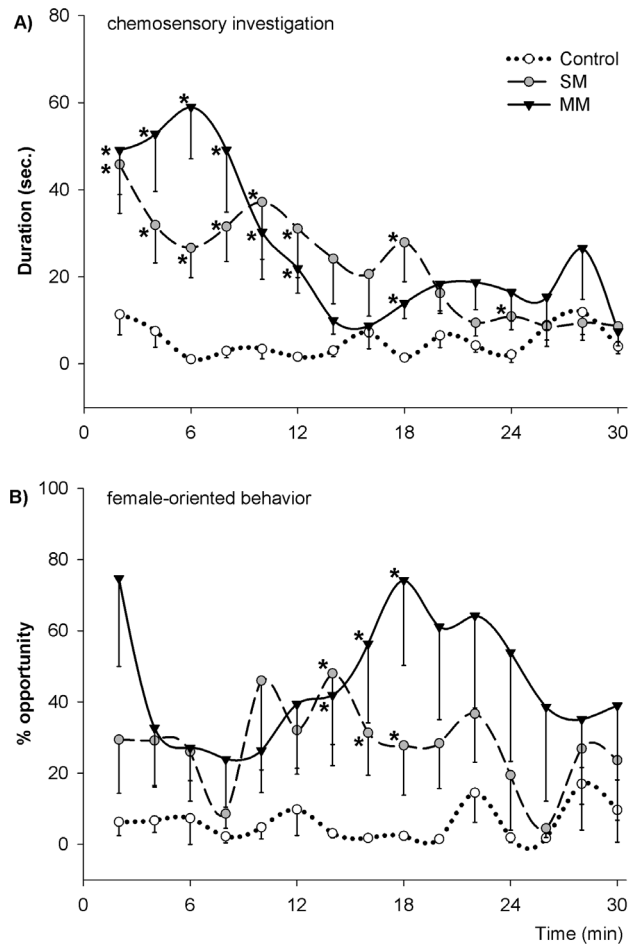 A)
chemosensory investigation
Control
SM
MM
Duration (sec.)
80
60
40
20
0
0 6 12 18 24 30
* * * * * * * * * * * * * * *
B)
female-oriented behavior
% opportunity
100
80
60
40
20
0
* * * * * *
0 6 12 18 24 30
Time (min)